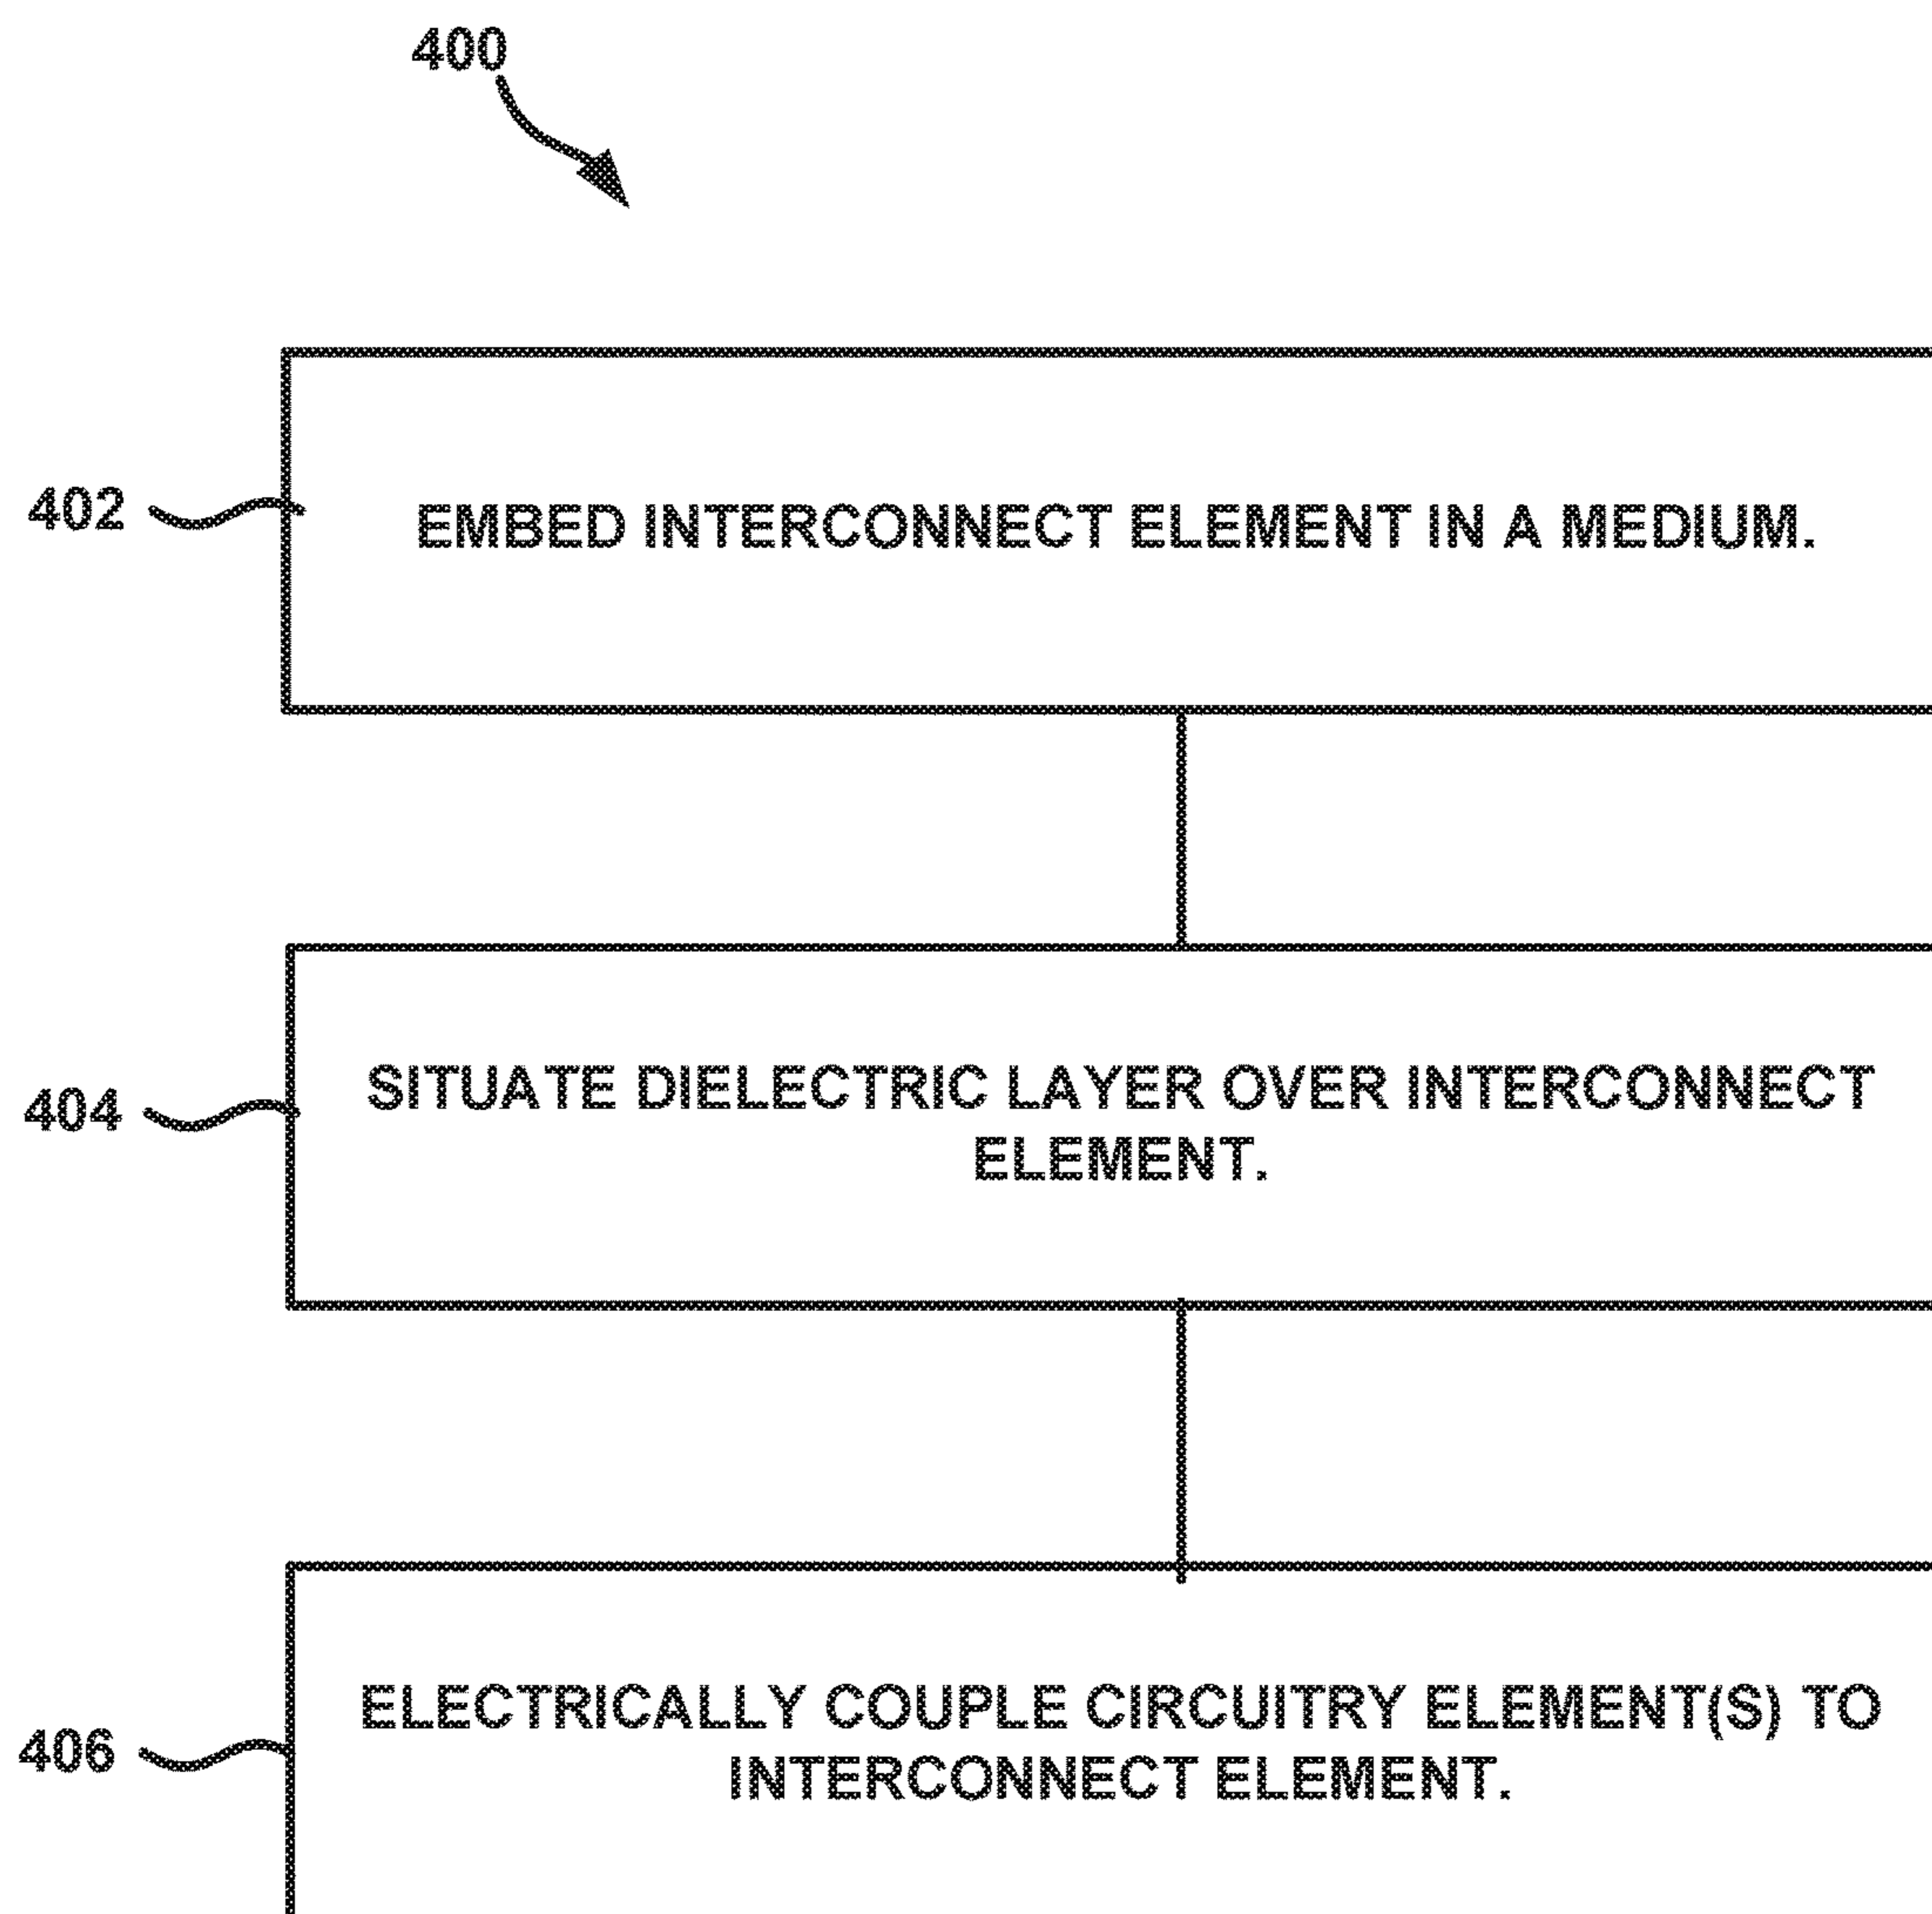 400
402
EMBED INTERCONNECT ELEMENT IN A MEDIUM.
404
SITUATE DIELECTRIC LAYER OVER INTERCONNECT
ELEMENT.
406
ELECTRICALLY COUPLE CIRCUITRY ELEMENT(S) TO
INTERCONNECT ELEMENT.